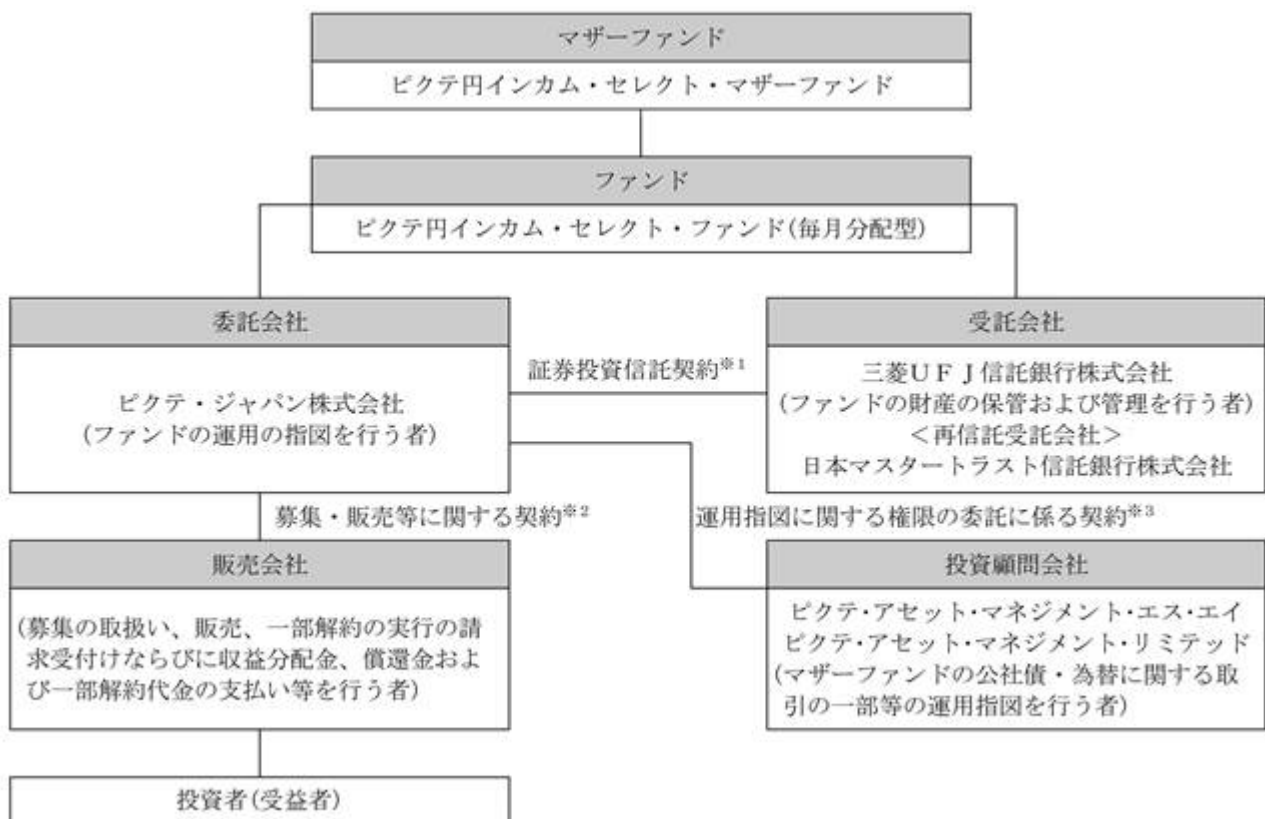 マザーファンド
ピクテ円インカム・セレクト・マザーファンド
ファンド
ピクテ円インカム・セレクト・ファンド(毎月分配型)
委託会社
ピクテ・ジャパン株式会社
(ファンドの運用の指図を行う者)
証券投資信託契約※1
受託会社
三菱UFJ信託銀行株式会社
(ファンドの財産の保管および管理を行う者)
<再信託受託会社>
日本マスタートラスト信託銀行株式会社
募集・販売等に関する契約※2
運用指図に関する権限の委託に係る契約※3
販売会社
(募集の取扱い、販売、一部解約の実行の請
求受付けならびに収益分配金、償還金およ
び一部解約代金の支払い等を行う者)
投資顧問会社
ピクテ・アセット・マネジメント・エス・エイ
ピクテ・アセット・マネジメント・リミテッド
(マザーファンドの公社債・為替に関する取
引の一部等の運用指図を行う者)
投資者(受益者)